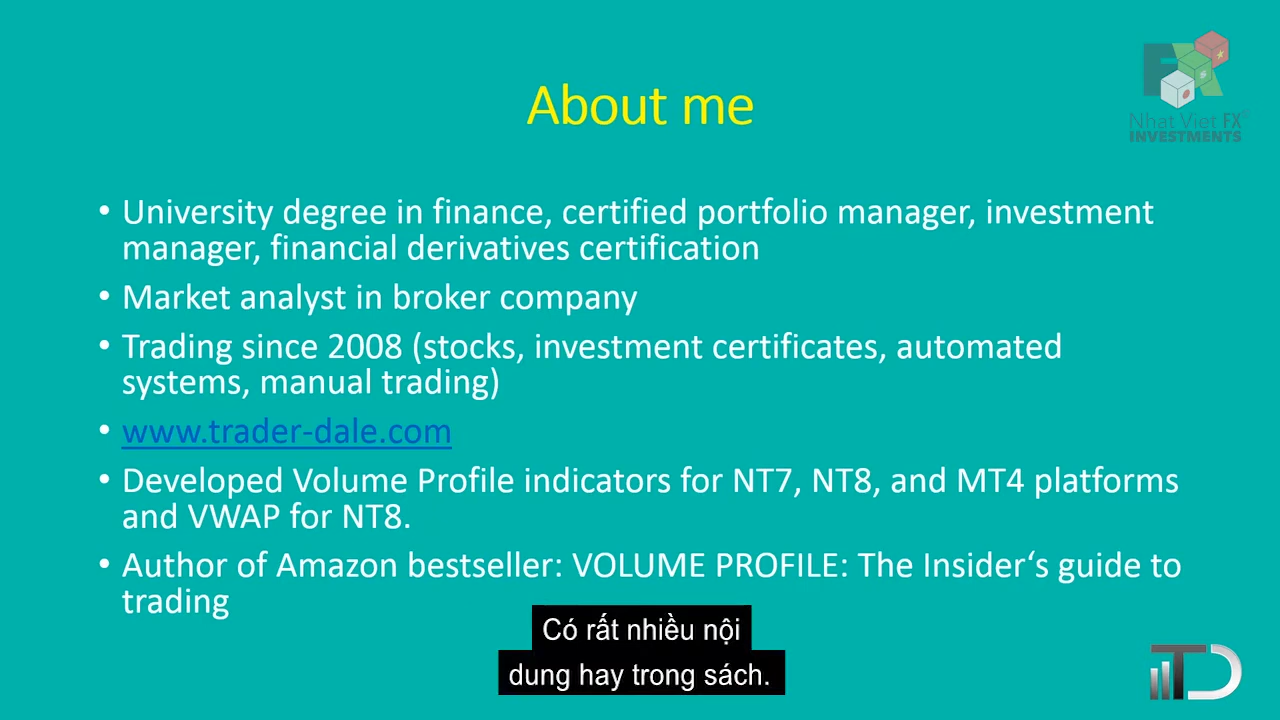 Nhat Viet FX®
INVESTMENTS
About me
• University degree in finance, certified portfolio manager, investment
manager, financial derivatives certification
• Market analyst in broker company
• Trading since 2008 (stocks, investment certificates, automated
systems, manual trading)
• www.trader-dale.com
• Developed Volume Profile indicators for NT7, NT8, and MT4 platforms
and VWAP for NT8.
• Author of Amazon bestseller: VOLUME PROFILE: The Insider‘s guide to
trading
Có rất nhiều nội
dung hay trong sách.
TD